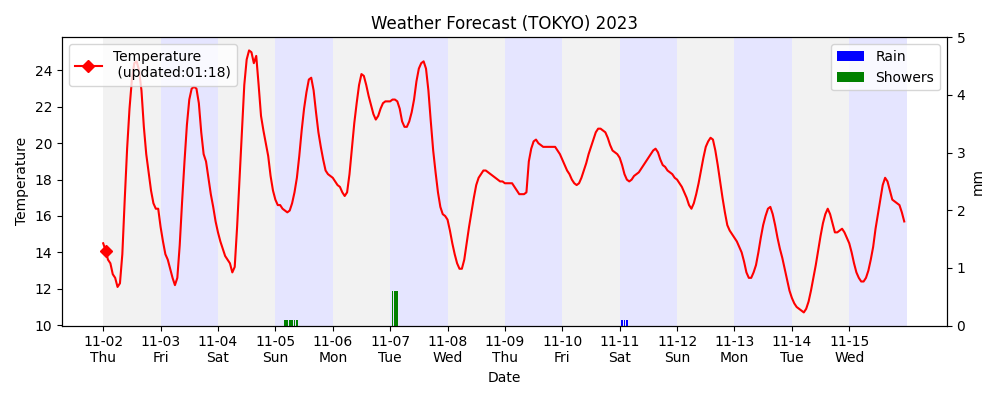 Weather Forecast (TOKYO) 2023
Temperature
(updated:01:18)
Rain
Showers
Temperature
24
22
20
18
16
14
12
10
5
4
3
2
1
0
mm
11-02 11-03 11-04 11-05 11-06 11-07 11-08 11-09 11-10 11-11 11-12 11-13 11-14 11-15
Thu Fri Sat Sun Mon Tue Wed Thu Fri Sat Sun Mon Tue Wed
Date